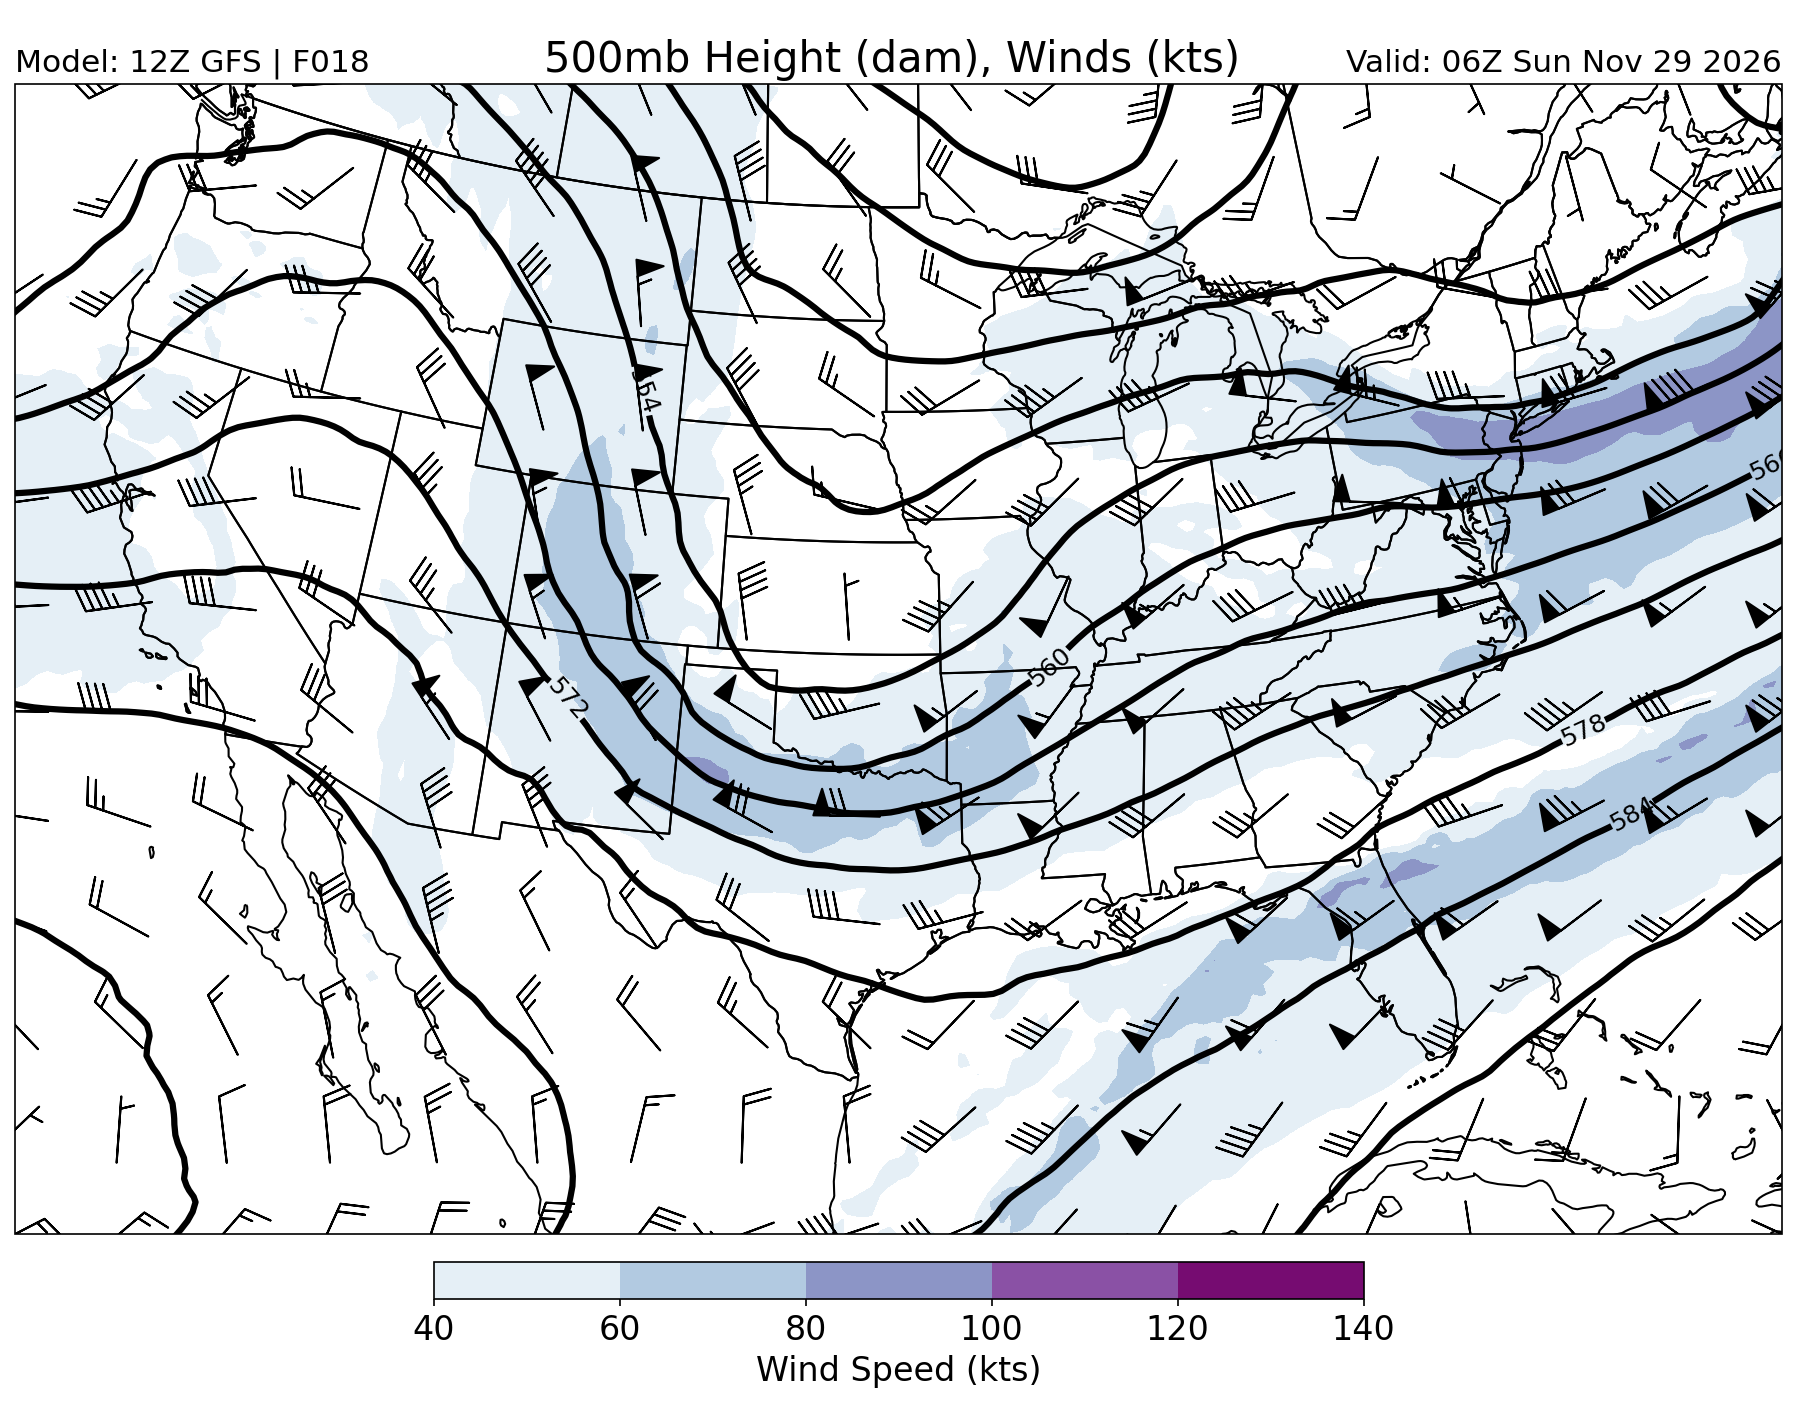 Model: 12Z GFS | F018
500mb Height (dam), Winds (kts)
Valid: 06Z Sun Nov 29 2026
560
572
578
584
40 60 80 100 120 140
Wind Speed (kts)